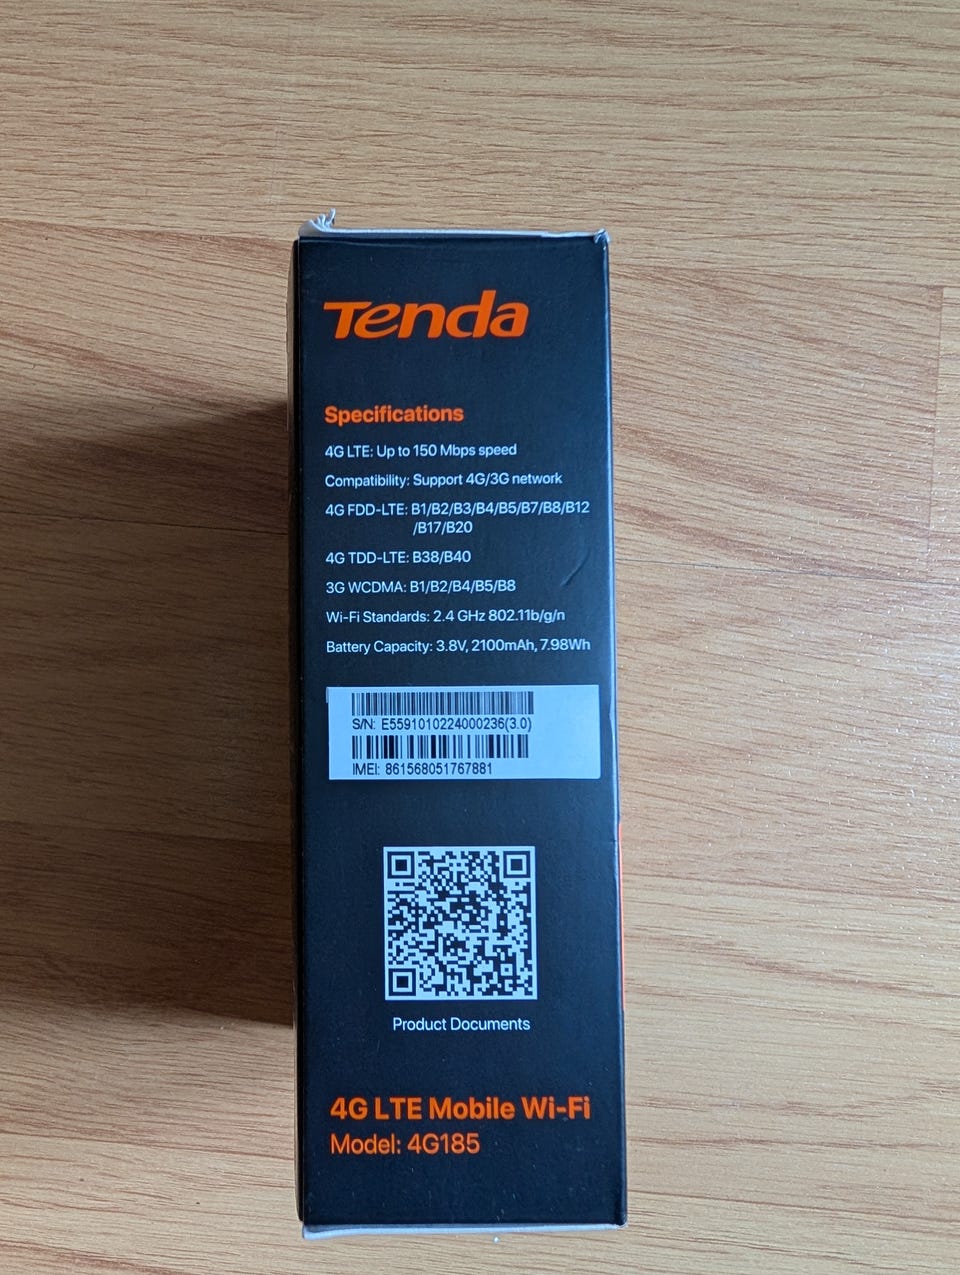 Tenda
Specifications
4G LTE: Up to 150 Mbps speed
Compatibility: Support 4G/3G network
4G FDD-LTE: B1/B2/B3/B4/B5/B7/B8/B12
/B17/B20
4G TDD-LTE: B38/B40
3G WCDMA: B1/B2/B4/B5/B8
Wi-Fi Standards: 2.4 GHz 802.11b/g/n
Battery Capacity: 3.8V, 2100mAh, 7.98Wh
S/N: E5591010224000236(3.0)
IMEI: 861568051767881
Product Documents
4G LTE Mobile Wi-Fi
Model: 4G185